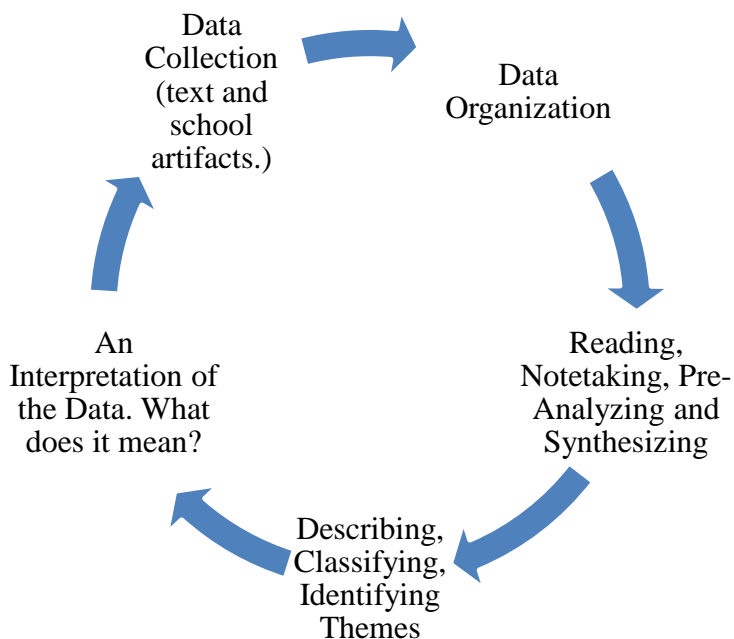 Data
Collection
(text and
school
artifacts.)
Data
Organization
Reading,
Notetaking, Pre-
Analyzing and
Synthesizing
Describing,
Classifying,
Identifying
Themes
An
Interpretation of
the Data. What
does it mean?